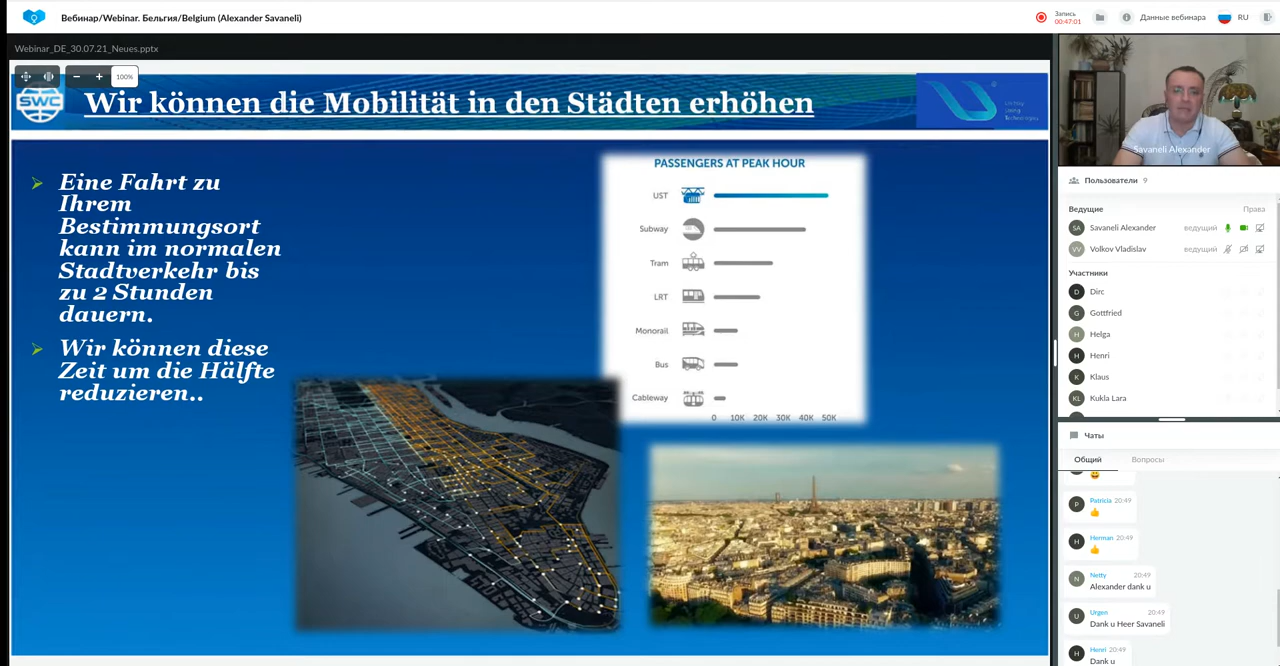 Вебинар/Webinar. Бельгия/Belgium (Alexander Savaneli)
Запись
00:47:01
Данные вебинара
RU
Webinar_DE_30.07.21_Neues.pptx
100%
SWC
Wir können die Mobilität in den Städten erhöhen
Eine Fahrt zu
Ihrem
Bestimmungsort
kann im normalen
Stadtverkehr bis
zu 2 Stunden
dauern.
Wir können diese
Zeit um die Hälfte
reduzieren..
PASSENGERS AT PEAK HOUR
UST
Subway
Tram
LRT
Monorail
Bus
Cableway
0 10K 20K 30K 40K 50K
Savaneli Alexander
Пользователи 9
Ведущие Права
SA Savaneli Alexander ведущий
VV Volkov Vladislav ведущий
Участники
D Dirc
G Gottfried
H Helga
H Henri
K Klaus
KL Kukla Lara
Чаты
Общий Вопросы
P Patricia 20:49
👍
H Herman 20:49
👍
N Netty 20:49
Alexander dank u
U Urgen 20:49
Dank u Heer Savaneli
H Henri 20:49
Dank u